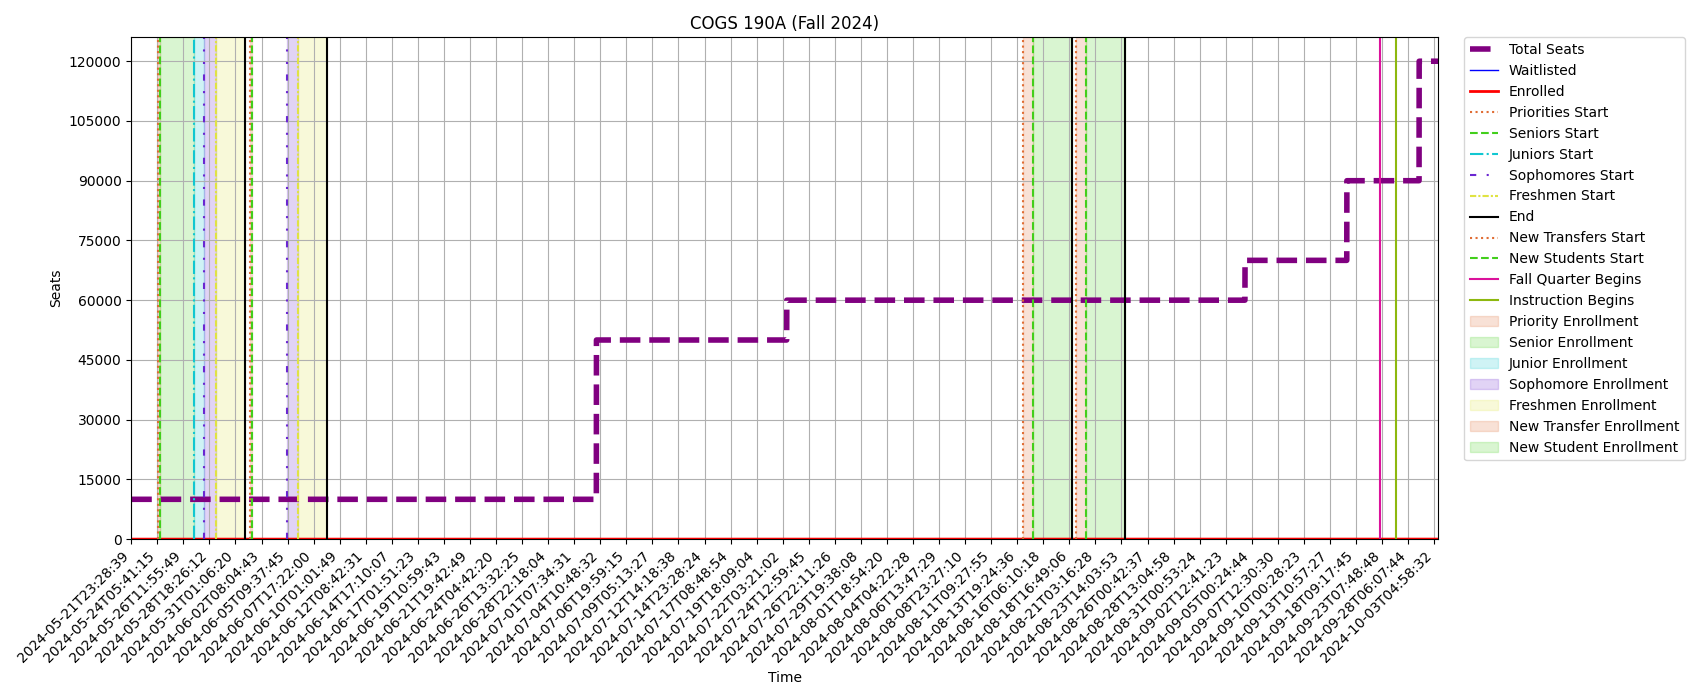 COGS 190A (Fall 2024)
Seats
120000
105000
90000
75000
60000
45000
30000
15000
0
2024-05-21T23:28:39
2024-05-24T05:41:15
2024-05-26T11:55:49
2024-05-28T18:26:12
2024-05-31T01:06:20
2024-06-02T08:04:43
2024-06-05T09:37:45
2024-06-07T17:22:00
2024-06-10T01:01:49
2024-06-12T08:42:31
2024-06-14T17:10:07
2024-06-17T01:51:23
2024-06-19T10:59:43
2024-06-21T19:42:49
2024-06-24T04:42:20
2024-06-26T13:32:25
2024-06-28T22:18:04
2024-07-01T07:34:31
2024-07-04T10:48:32
2024-07-06T19:59:15
2024-07-09T05:13:27
2024-07-12T14:18:38
2024-07-14T23:28:24
2024-07-17T08:48:54
2024-07-19T18:09:04
2024-07-22T03:21:02
2024-07-24T12:59:45
2024-07-26T22:11:26
2024-07-29T19:38:08
2024-08-01T18:54:20
2024-08-04T04:22:28
2024-08-06T13:47:29
2024-08-08T23:27:10
2024-08-11T09:27:55
2024-08-13T19:24:36
2024-08-16T06:10:18
2024-08-18T16:49:06
2024-08-21T03:16:28
2024-08-23T14:03:53
2024-08-26T00:42:37
2024-08-28T13:04:58
2024-08-31T00:53:24
2024-09-02T12:41:23
2024-09-05T00:24:44
2024-09-07T12:30:30
2024-09-10T00:28:23
2024-09-13T10:57:27
2024-09-18T09:17:45
2024-09-23T07:48:48
2024-09-28T06:07:44
2024-10-03T04:58:32
Time
Total Seats
Waitlisted
Enrolled
Priorities Start
Seniors Start
Juniors Start
Sophomores Start
Freshmen Start
End
New Transfers Start
New Students Start
Fall Quarter Begins
Instruction Begins
Priority Enrollment
Senior Enrollment
Junior Enrollment
Sophomore Enrollment
Freshmen Enrollment
New Transfer Enrollment
New Student Enrollment